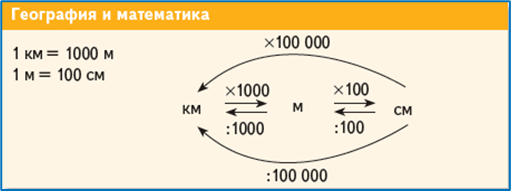 География и математика
1 км = 1000 м
1 м = 100 см
×100 000
×1000 ×100
км м см
:1000 :100
:100 000